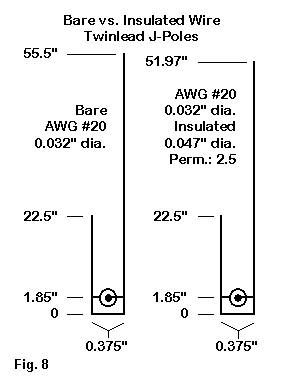 Bare vs. Insulated Wire
Twinlead J-Poles
55.5"
51.97"
Bare
AWG #20
0.032" dia.
AWG #20
0.032" dia.
Insulated
0.047" dia.
Perm.: 2.5
22.5"
22.5"
1.85"
0
1.85"
0
0.375"
0.375"
Fig. 8